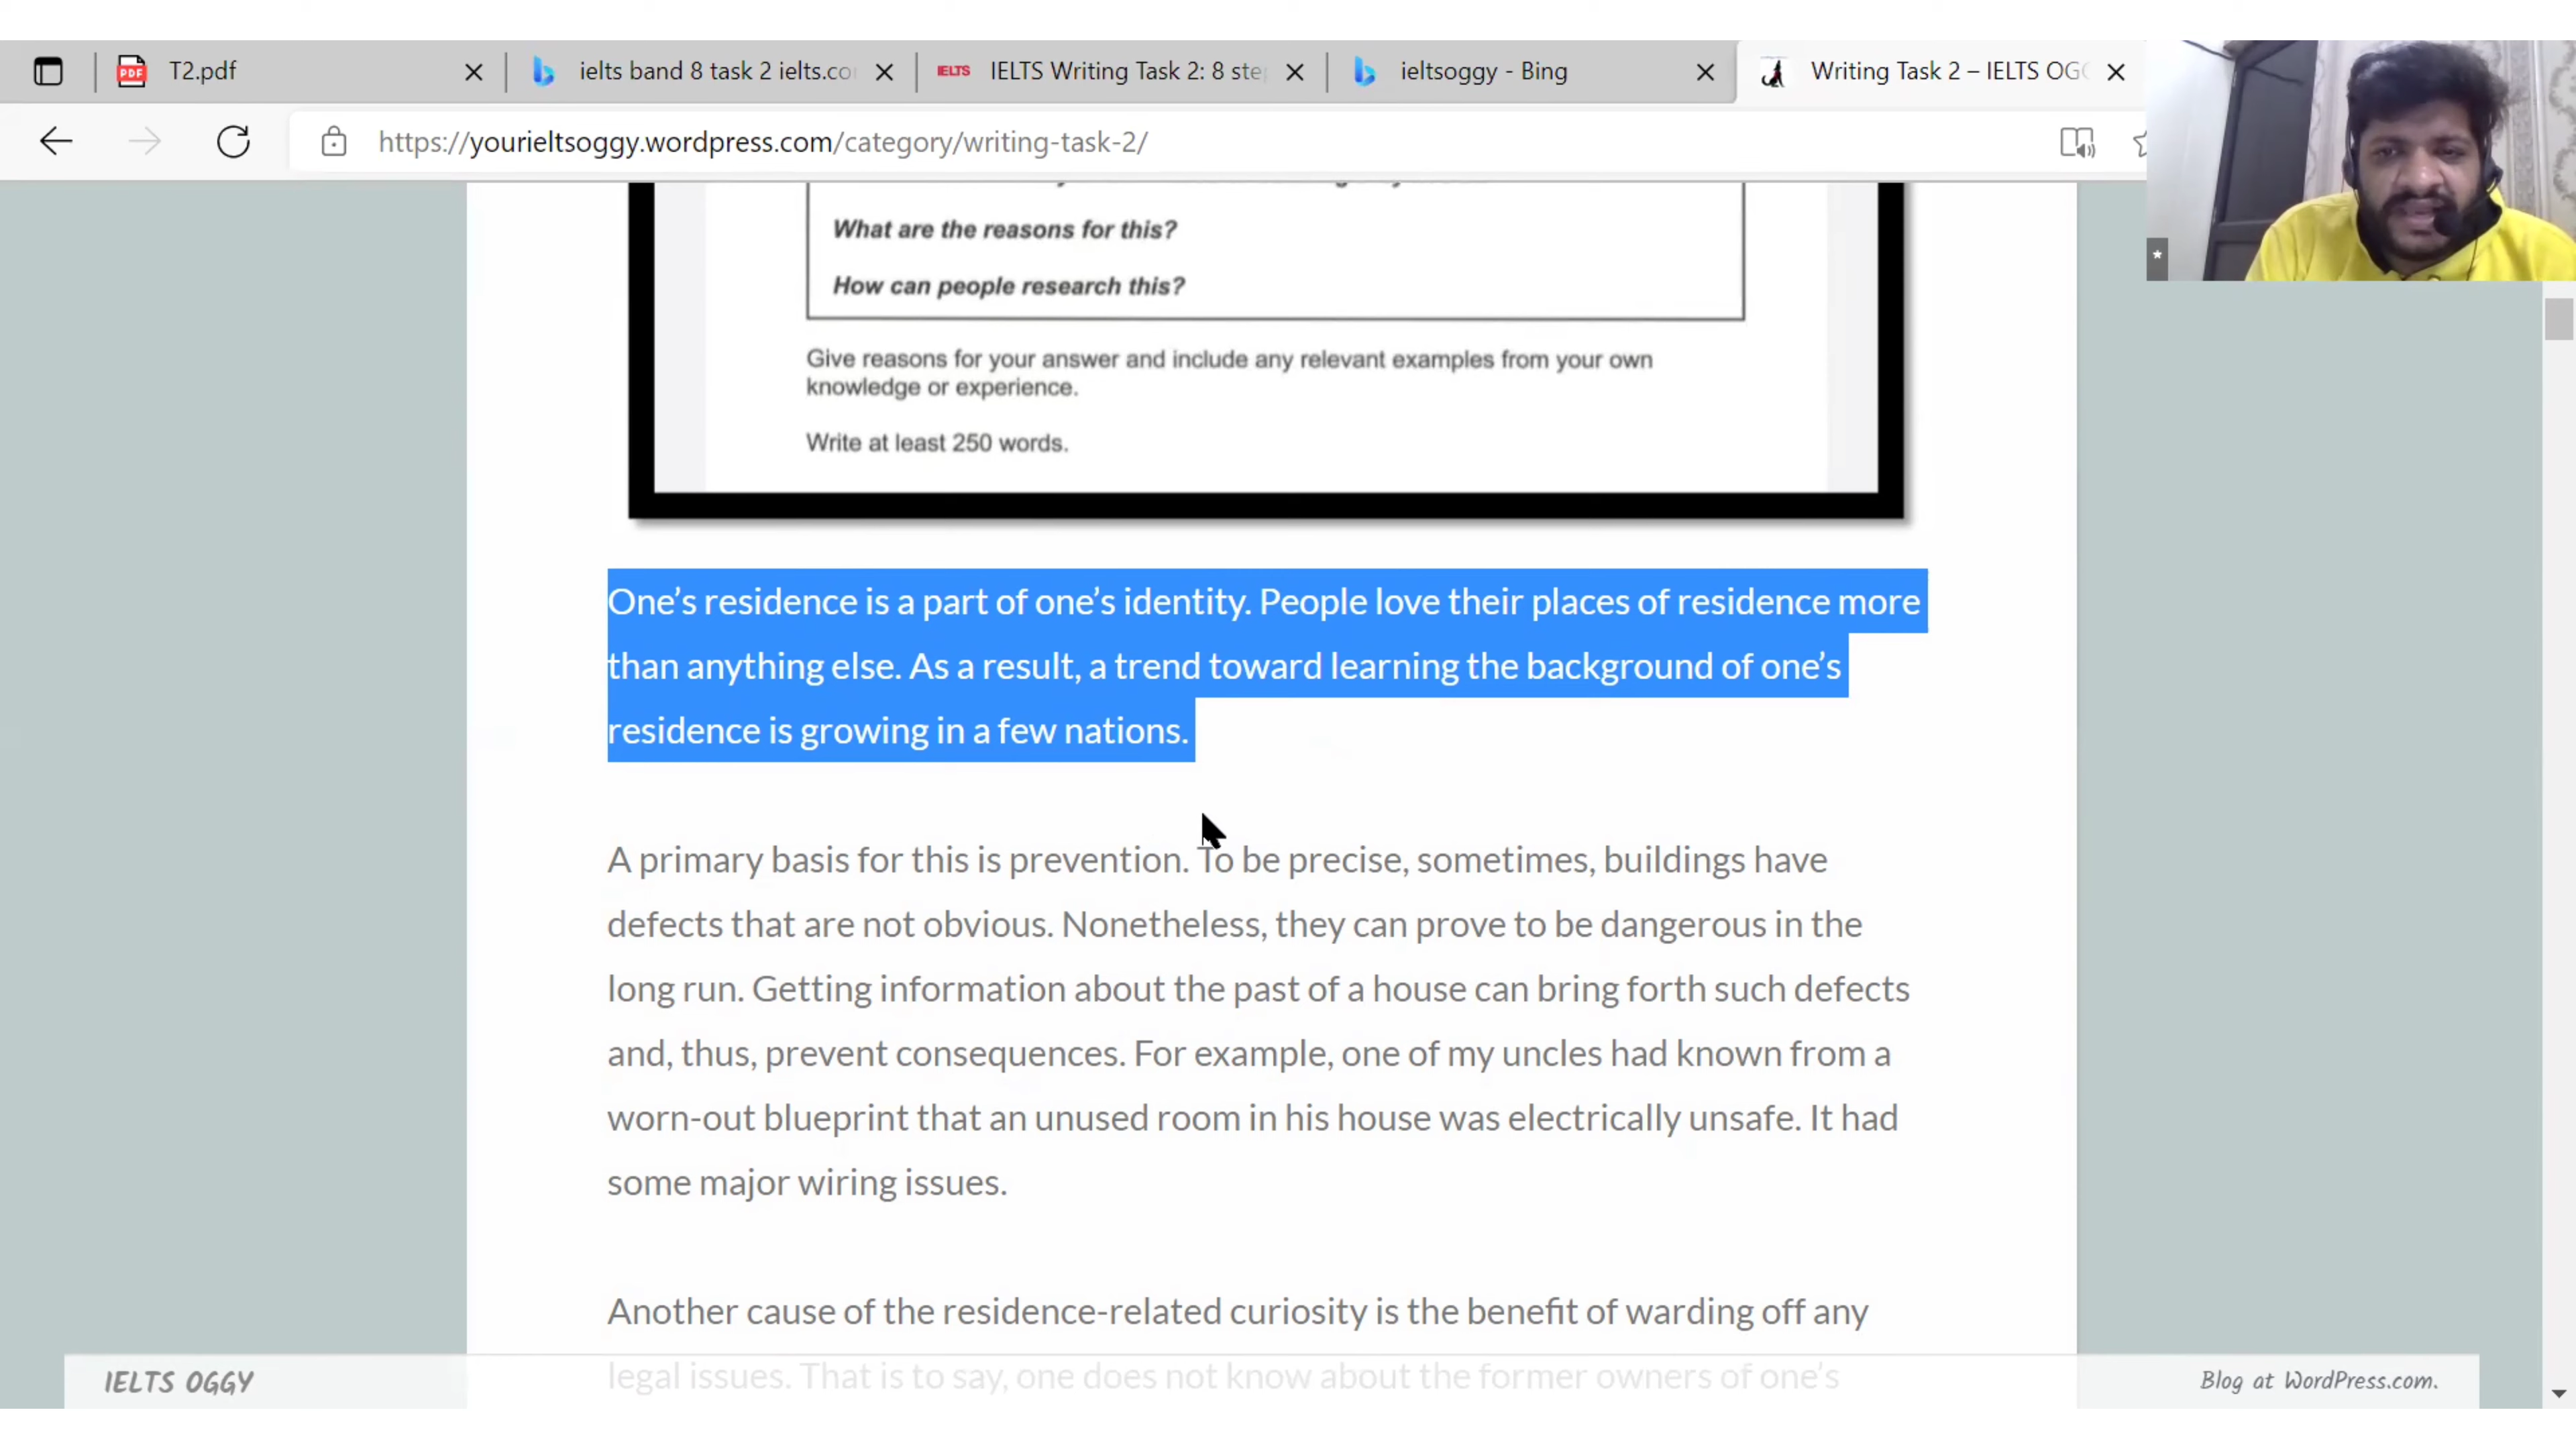 T2.pdf
ielts band 8 task 2 ielts.co
IELTS
IELTS Writing Task 2: 8 ste
ieltsoggy - Bing
Writing Task 2 – IELTS OGG
https://yourieltsoggy.wordpress.com/category/writing-task-2/
What are the reasons for this?
How can people research this?
Give reasons for your answer and include any relevant examples from your own
knowledge or experience.
Write at least 250 words.
One’s residence is a part of one’s identity. People love their places of residence more
than anything else. As a result, a trend toward learning the background of one’s
residence is growing in a few nations.
A primary basis for this is prevention. To be precise, sometimes, buildings have
defects that are not obvious. Nonetheless, they can prove to be dangerous in the
long run. Getting information about the past of a house can bring forth such defects
and, thus, prevent consequences. For example, one of my uncles had known from a
worn-out blueprint that an unused room in his house was electrically unsafe. It had
some major wiring issues.
Another cause of the residence-related curiosity is the benefit of warding off any
legal issues. That is to say, one does not know about the former owners of one’s
IELTS OGGY
Blog at WordPress.com.